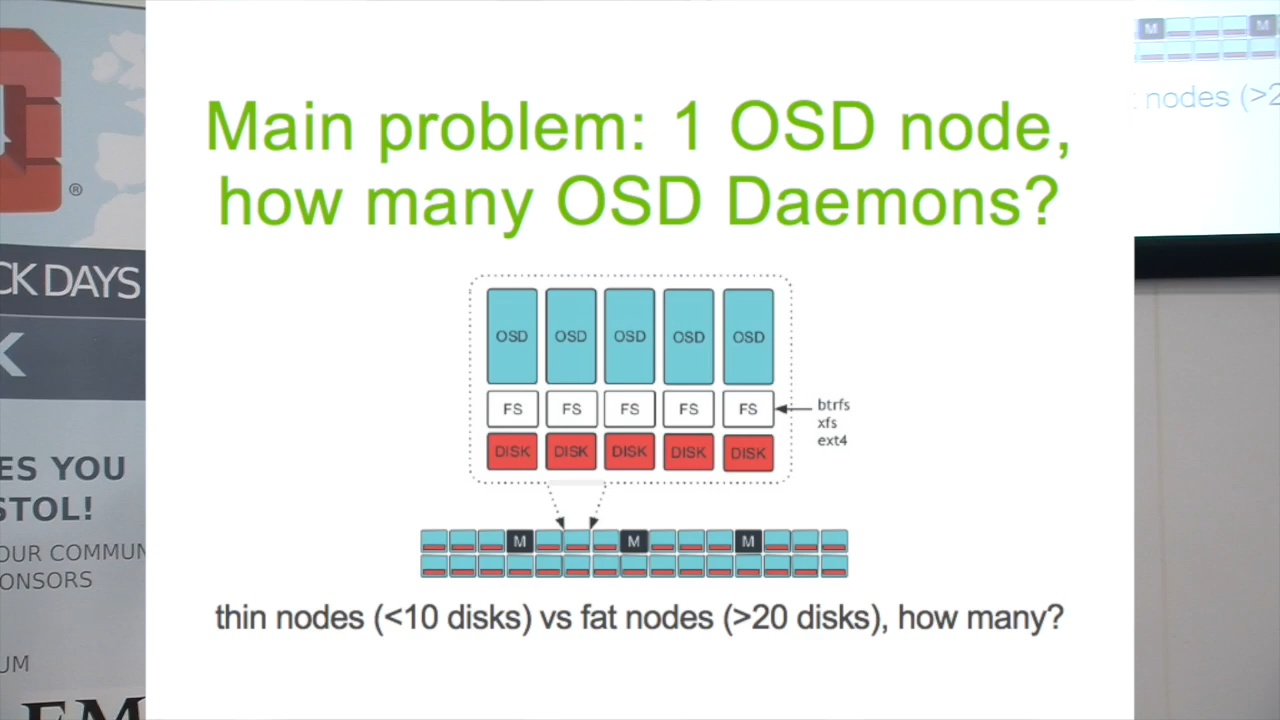 Main problem: 1 OSD node,
how many OSD Daemons?
OSD OSD OSD OSD OSD
FS FS FS FS FS
btrfs
xfs
ext4
DISK DISK DISK DISK DISK
M M M
thin nodes (<10 disks) vs fat nodes (>20 disks), how many?
®
CK DAYS
K
ES YOU
STOL!
OUR COMMUN
ONSORS
UM
EM
M M
nodes (>2